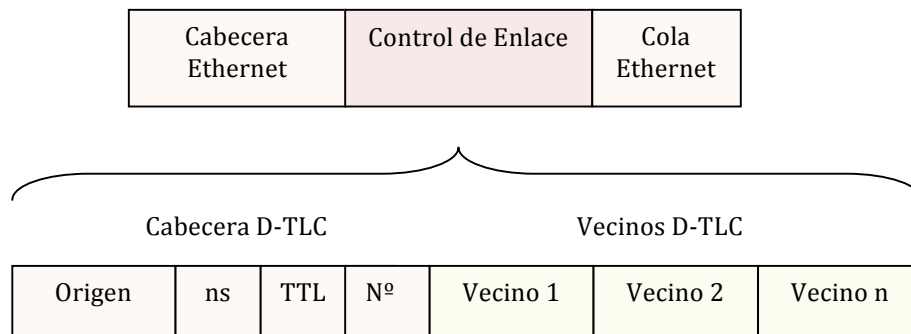 Cabecera Control de Enlace Cola
Ethernet Ethernet
Cabecera D-TLC Vecinos D-TLC
Origen ns TTL Nº Vecino 1 Vecino 2 Vecino n